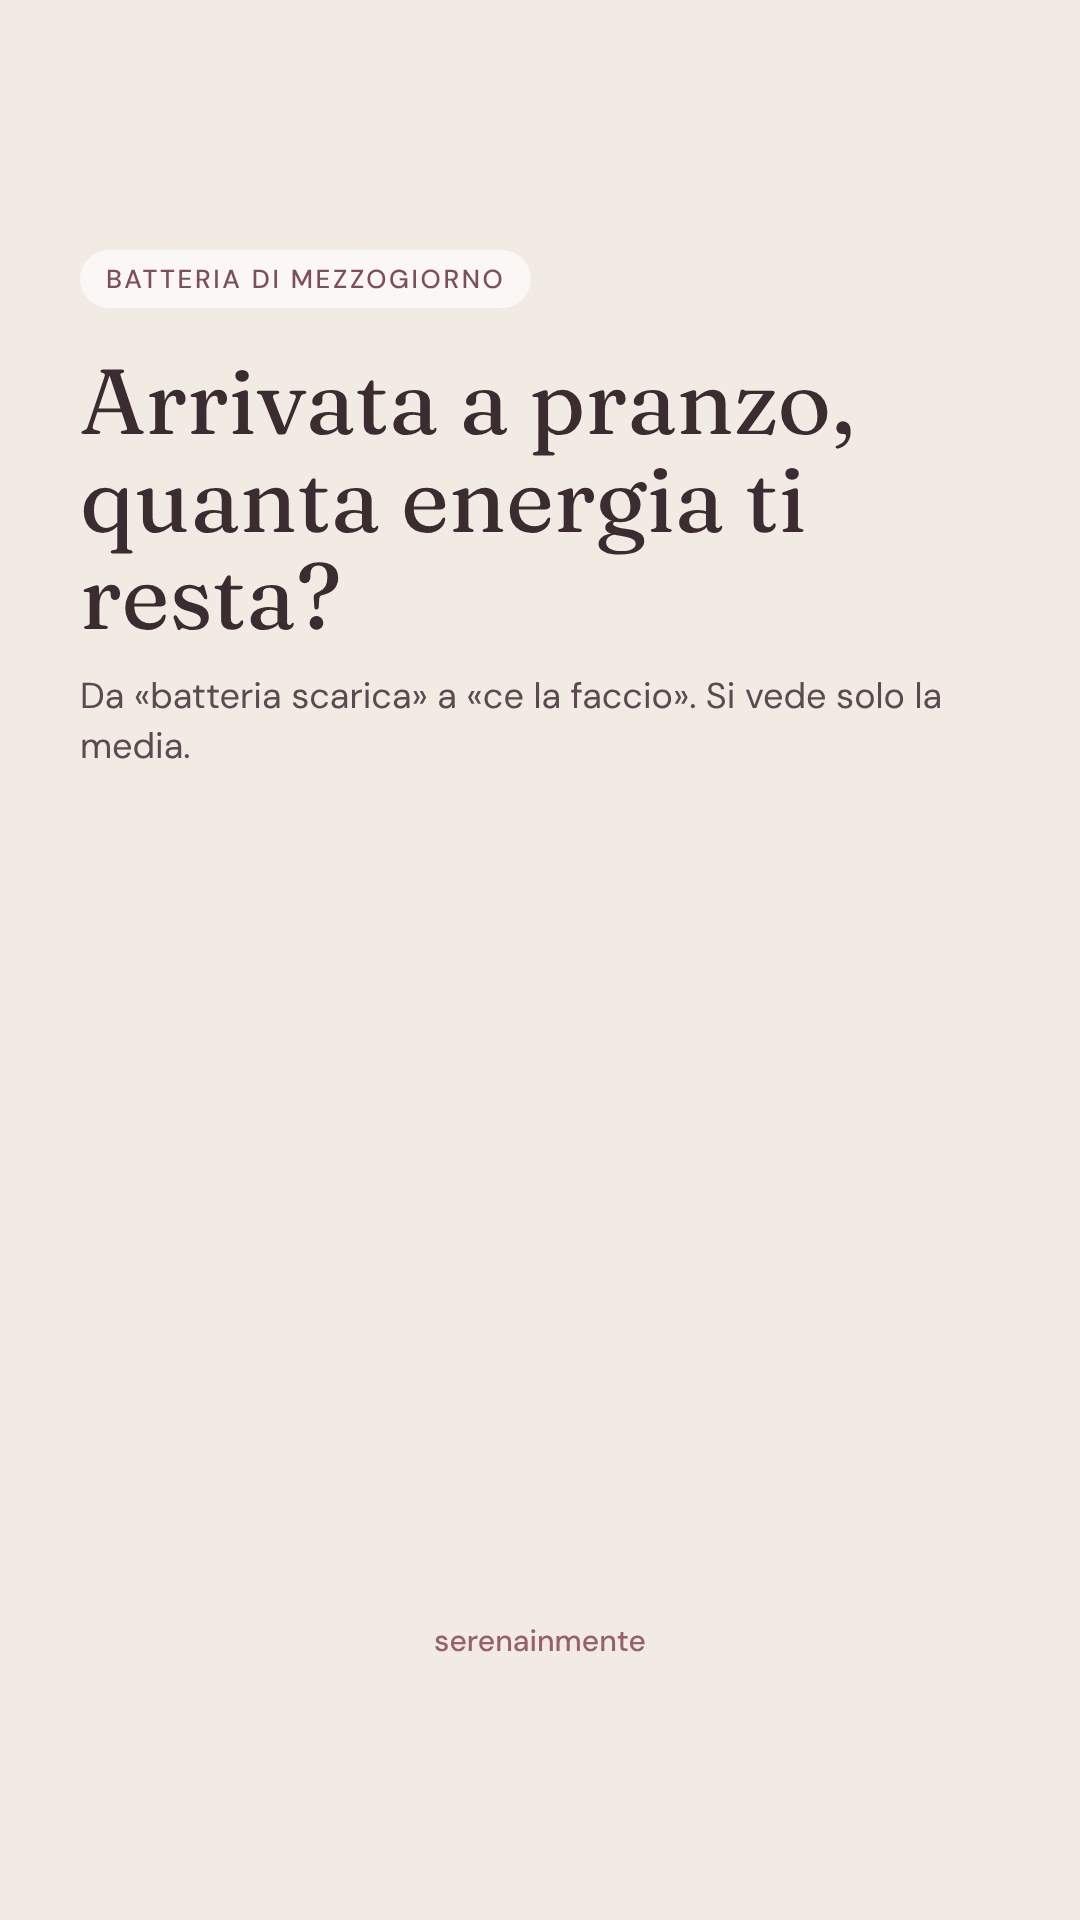 BATTERIA DI MEZZOGIORNO
Arrivata a pranzo,
quanta energia ti
resta?
Da «batteria scarica» a «ce la faccio». Si vede solo la
media.
serenainmente